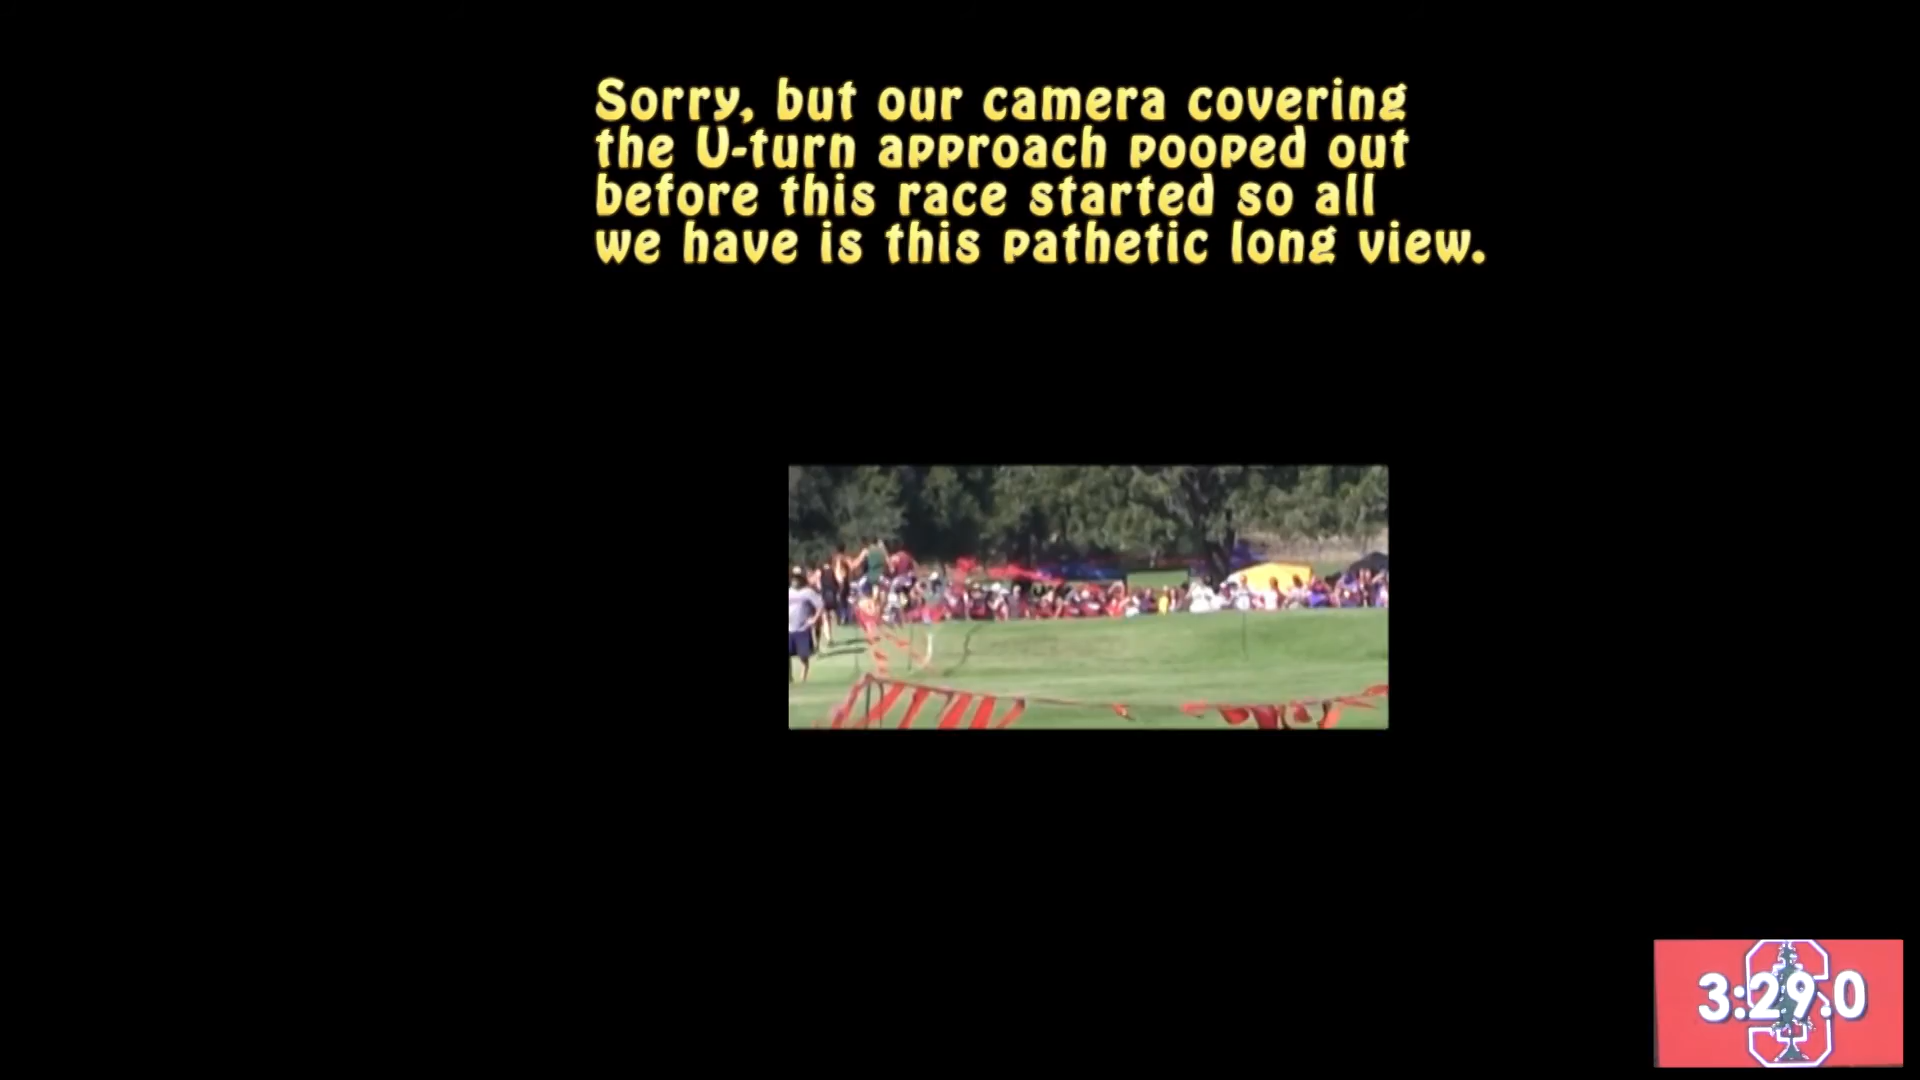 Sorry, but our camera covering
the U-turn approach pooped out
before this race started so all
we have is this pathetic long view.
3:29.0